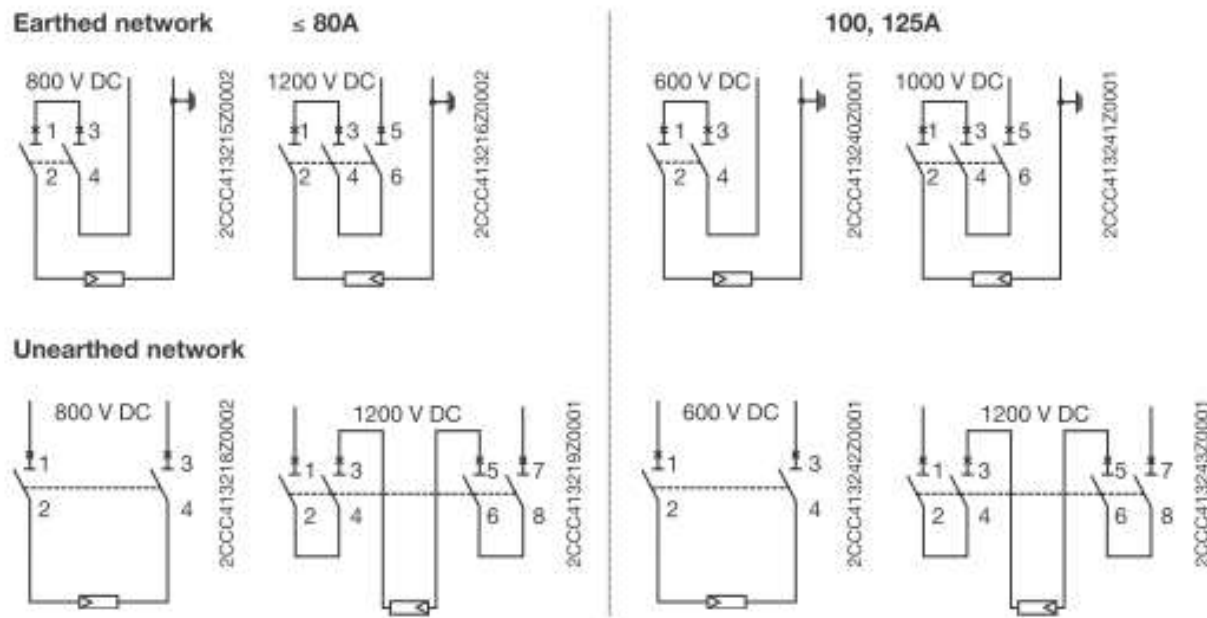 Earthed network ≤ 80A 100, 125A
800 V DC
1 3
2 4
2CCC413215Z0002
1200 V DC
1 3 5
2 4 6
2CCC413216Z0002
600 V DC
1 3
2 4
2CCC413240Z0001
1000 V DC
1 3 5
2 4 6
2CCC413241Z0001
Unearthed network
800 V DC
1 3
2 4
2CCC413218Z0002
1200 V DC
1 3 5 7
2 4 6 8
2CCC413219Z0001
600 V DC
1 3
2 4
2CCC413242Z0001
1200 V DC
1 3 5 7
2 4 6 8
2CCC413243Z0001